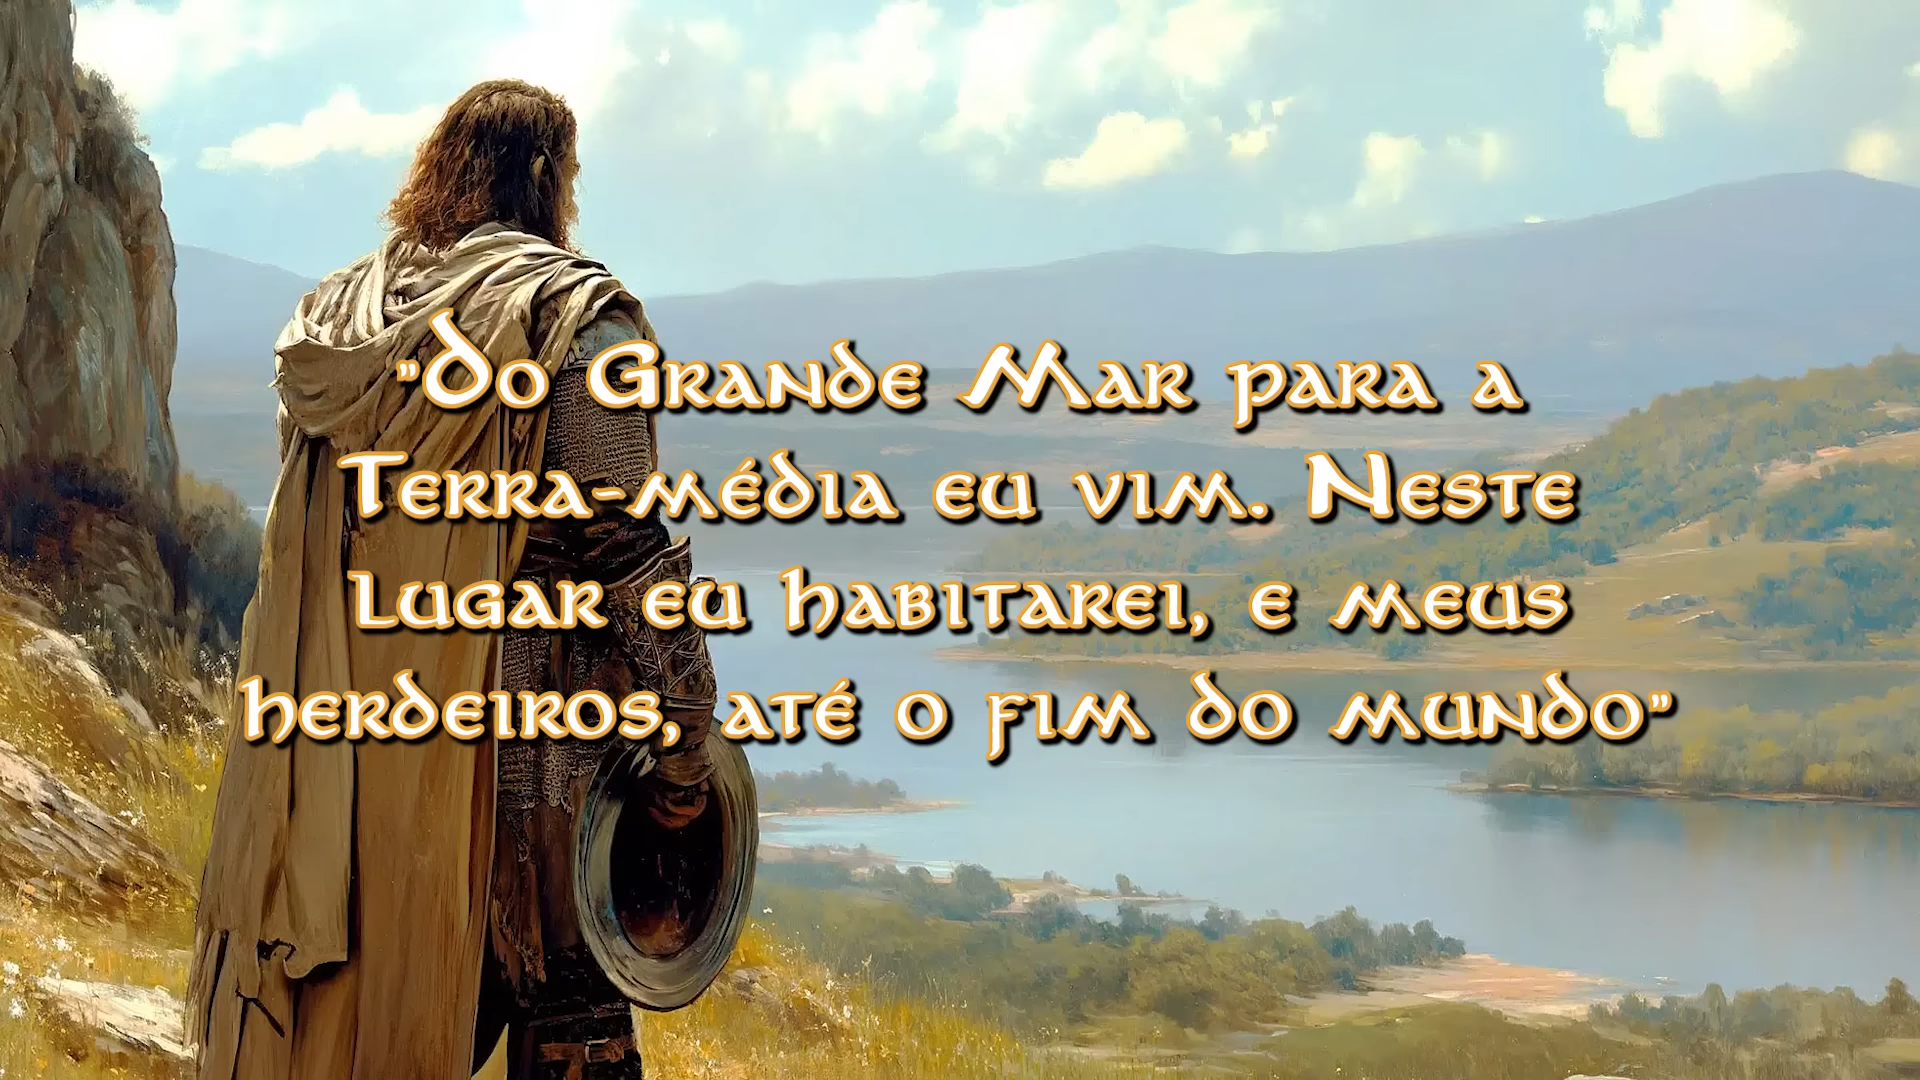 "Do Grande Mar para a
Terra-média eu vim. Neste
Lugar eu habitarei, e meus
herdeiros, até o fim do mundo"